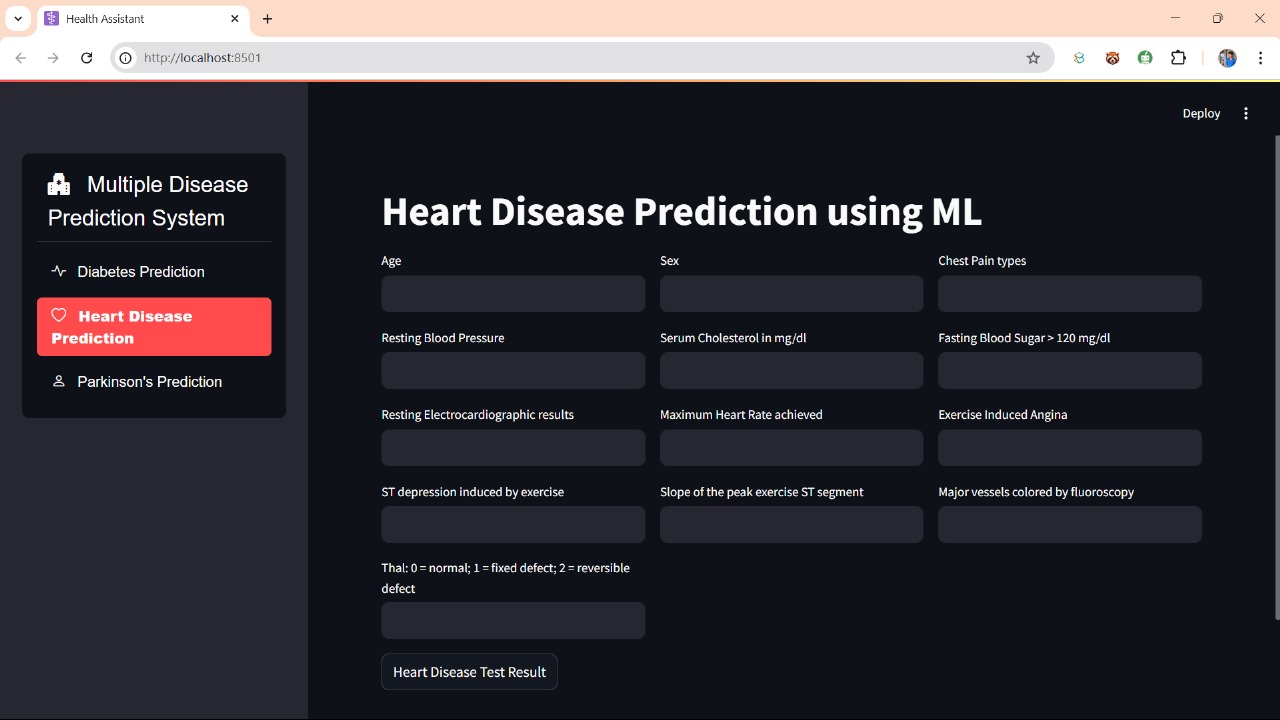 Health Assistant
http://localhost:8501
Deploy
Multiple Disease
Prediction System
Diabetes Prediction
Heart Disease
Prediction
Parkinson's Prediction
Heart Disease Prediction using ML
Age
Sex
Chest Pain types
Resting Blood Pressure
Serum Cholesterol in mg/dl
Fasting Blood Sugar > 120 mg/dl
Resting Electrocardiographic results
Maximum Heart Rate achieved
Exercise Induced Angina
ST depression induced by exercise
Slope of the peak exercise ST segment
Major vessels colored by fluoroscopy
Thal: 0 = normal; 1 = fixed defect; 2 = reversible
defect
Heart Disease Test Result